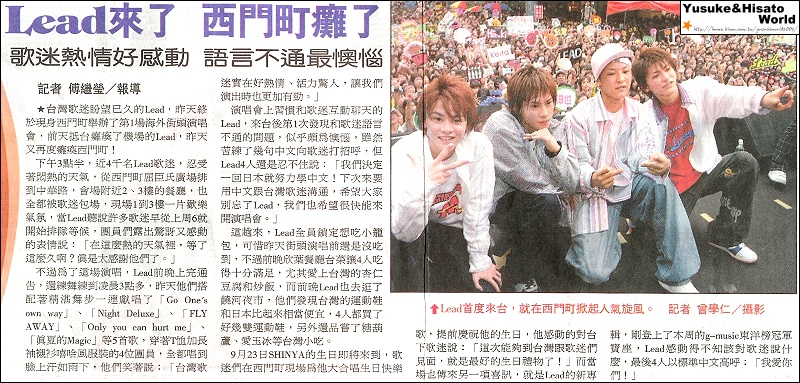 Lead來了 西門町癱了
歌迷熱情好感動 語言不通最懊惱
記者 傅繼瑩／報導
★台灣歌迷盼望已久的Lead，昨天終
於現身西門町舉辦了第1場海外街頭演唱
會，前天抵台癱瘓了機場的Lead，昨天
又再度癱瘓西門町！
下午3點半，近4千名Lead歌迷，忍受
著悶熱的天氣，從西門町屈臣氏廣場排
到中華路，會場附近2、3樓的餐廳，也
全都被歌迷包場，現場1到3樓一片歡樂
氣氛，當Lead聽說許多歌迷早從上周6就
開始排隊等候，團員們露出驚訝又感動
的表情說：「在這麼熱的天氣裡，等了
這麼久啊？真是太感謝他們了。」
不過為了這場演唱，Lead前晚上完通
告，還練舞練到凌晨3點多，昨天他們搭
配著精湛舞步一連獻唱了「Go One's
own way」、「Night Deluxe」、「FLY
AWAY」、「Only you can hurt me」、
「真夏的Magic」等5首歌，穿著T恤加長
袖襯衫嘻哈風服裝的4位團員，全都唱到
臉上汗如雨下，他們笑著說：「台灣歌
迷實在好熱情、活力驚人，讓我們
演出時也更加有勁。」
演唱會上習慣和歌迷互動聊天的
Lead，來台後第1次發現和歌迷語言
不通的問題，似乎頗為懊惱，雖然
苦練了幾句中文向歌迷打招呼，但
Lead4人還是忍不住說：「我們決定
一回日本就努力學中文！下次來要
用中文跟台灣歌迷溝通，希望大家
別忘了Lead，我們也希望很快能來
開演唱會。」
這趟來，Lead全員鎖定想吃小籠
包，可惜昨天街頭演唱前還是沒吃
到，不過前晚欣葉餐廳台菜讓4人吃
得十分滿足，尤其愛上台灣的杏仁
豆腐和炒飯，而前晚Lead也去逛了
饒河夜市，他們發現台灣的運動鞋
和日本比起來相當便宜，4人都買了
好幾雙運動鞋，另外還品嘗了糖葫
蘆、愛玉冰等台灣小吃。
9月23日SHINYA的生日即將來到，歌
迷們在西門町現場為他大合唱生日快樂
Yusuke&Hisato
World
Keita
LEAD
Lead
⬆Lead首度來台，就在西門町掀起人氣旋風。 記者 曾學仁／攝影
歌，提前慶祝他的生日，他感動的對台
下歌迷說：「這次能夠到台灣跟歌迷們
見面，就是最好的生日禮物了！」而當
場也傳來另一項喜訊，就是Lead的新專
輯，剛登上了本周的g-music東洋榜冠軍
寶座，Lead感動得不知該對歌迷說什
麼，最後4人以標準中文高呼：「我愛你
們！」